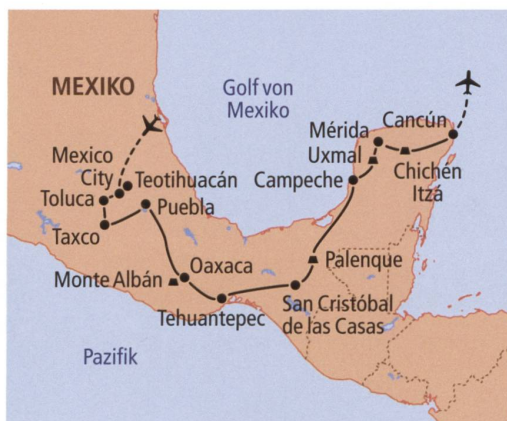 MEXIKO
Golf von
Mexiko
Cancún
Mérida
Uxmal
Chichén
Itzá
Campeche
Mexico
City
Teotihuacán
Toluca
Puebla
Taxco
Palenque
Oaxaca
Monte Albán
San Cristóbal
de las Casas
Tehuantepec
Pazifik